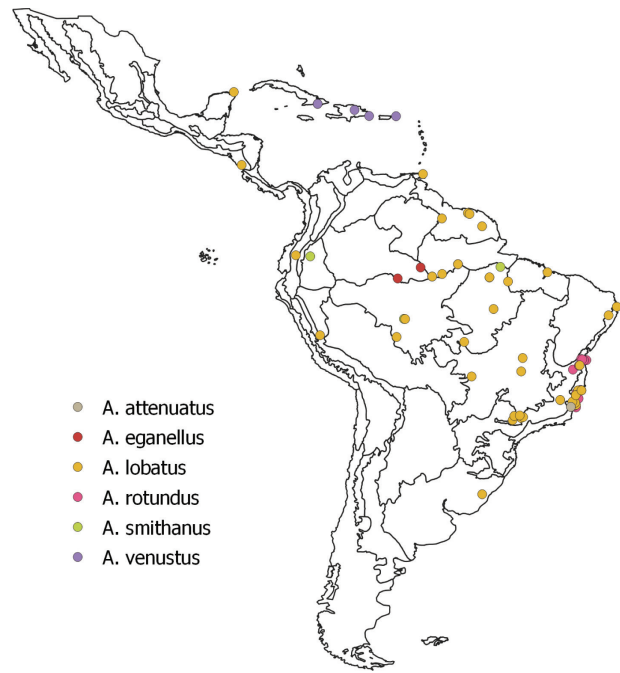 A. attenuatus
A. eganellus
A. lobatus
A. rotundus
A. smithanus
A. venustus